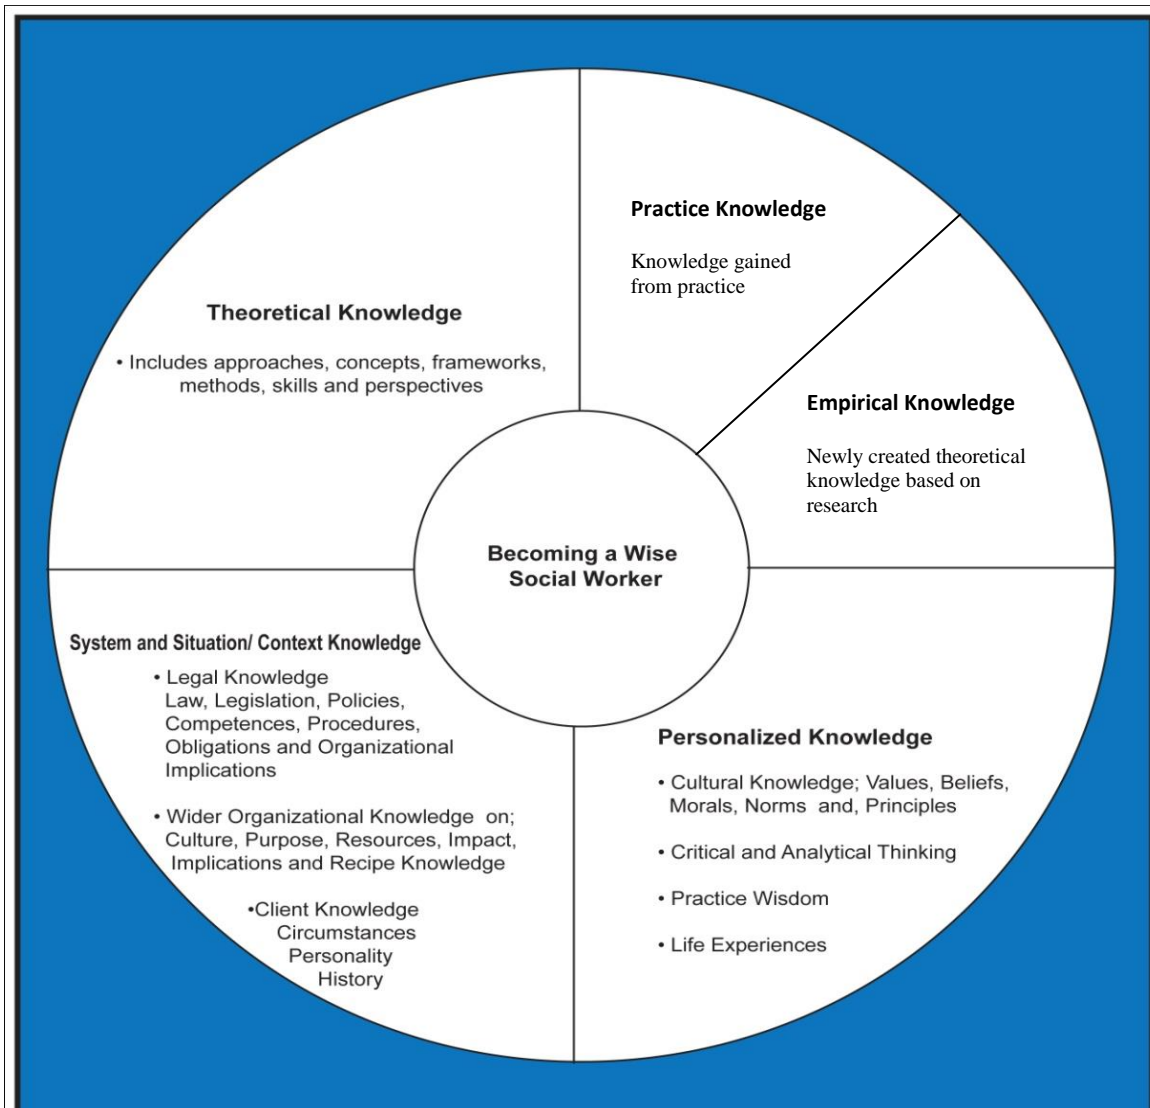 Practice Knowledge
Knowledge gained
from practice
Theoretical Knowledge
• Includes approaches, concepts, frameworks,
methods, skills and perspectives
Empirical Knowledge
Newly created theoretical
knowledge based on
research
Becoming a Wise
Social Worker
System and Situation/ Context Knowledge
• Legal Knowledge
Law, Legislation, Policies,
Competences, Procedures,
Obligations and Organizational
Implications
• Wider Organizational Knowledge on;
Culture, Purpose, Resources, Impact,
Implications and Recipe Knowledge
•Client Knowledge
Circumstances
Personality
History
Personalized Knowledge
• Cultural Knowledge; Values, Beliefs,
Morals, Norms and, Principles
• Critical and Analytical Thinking
• Practice Wisdom
• Life Experiences